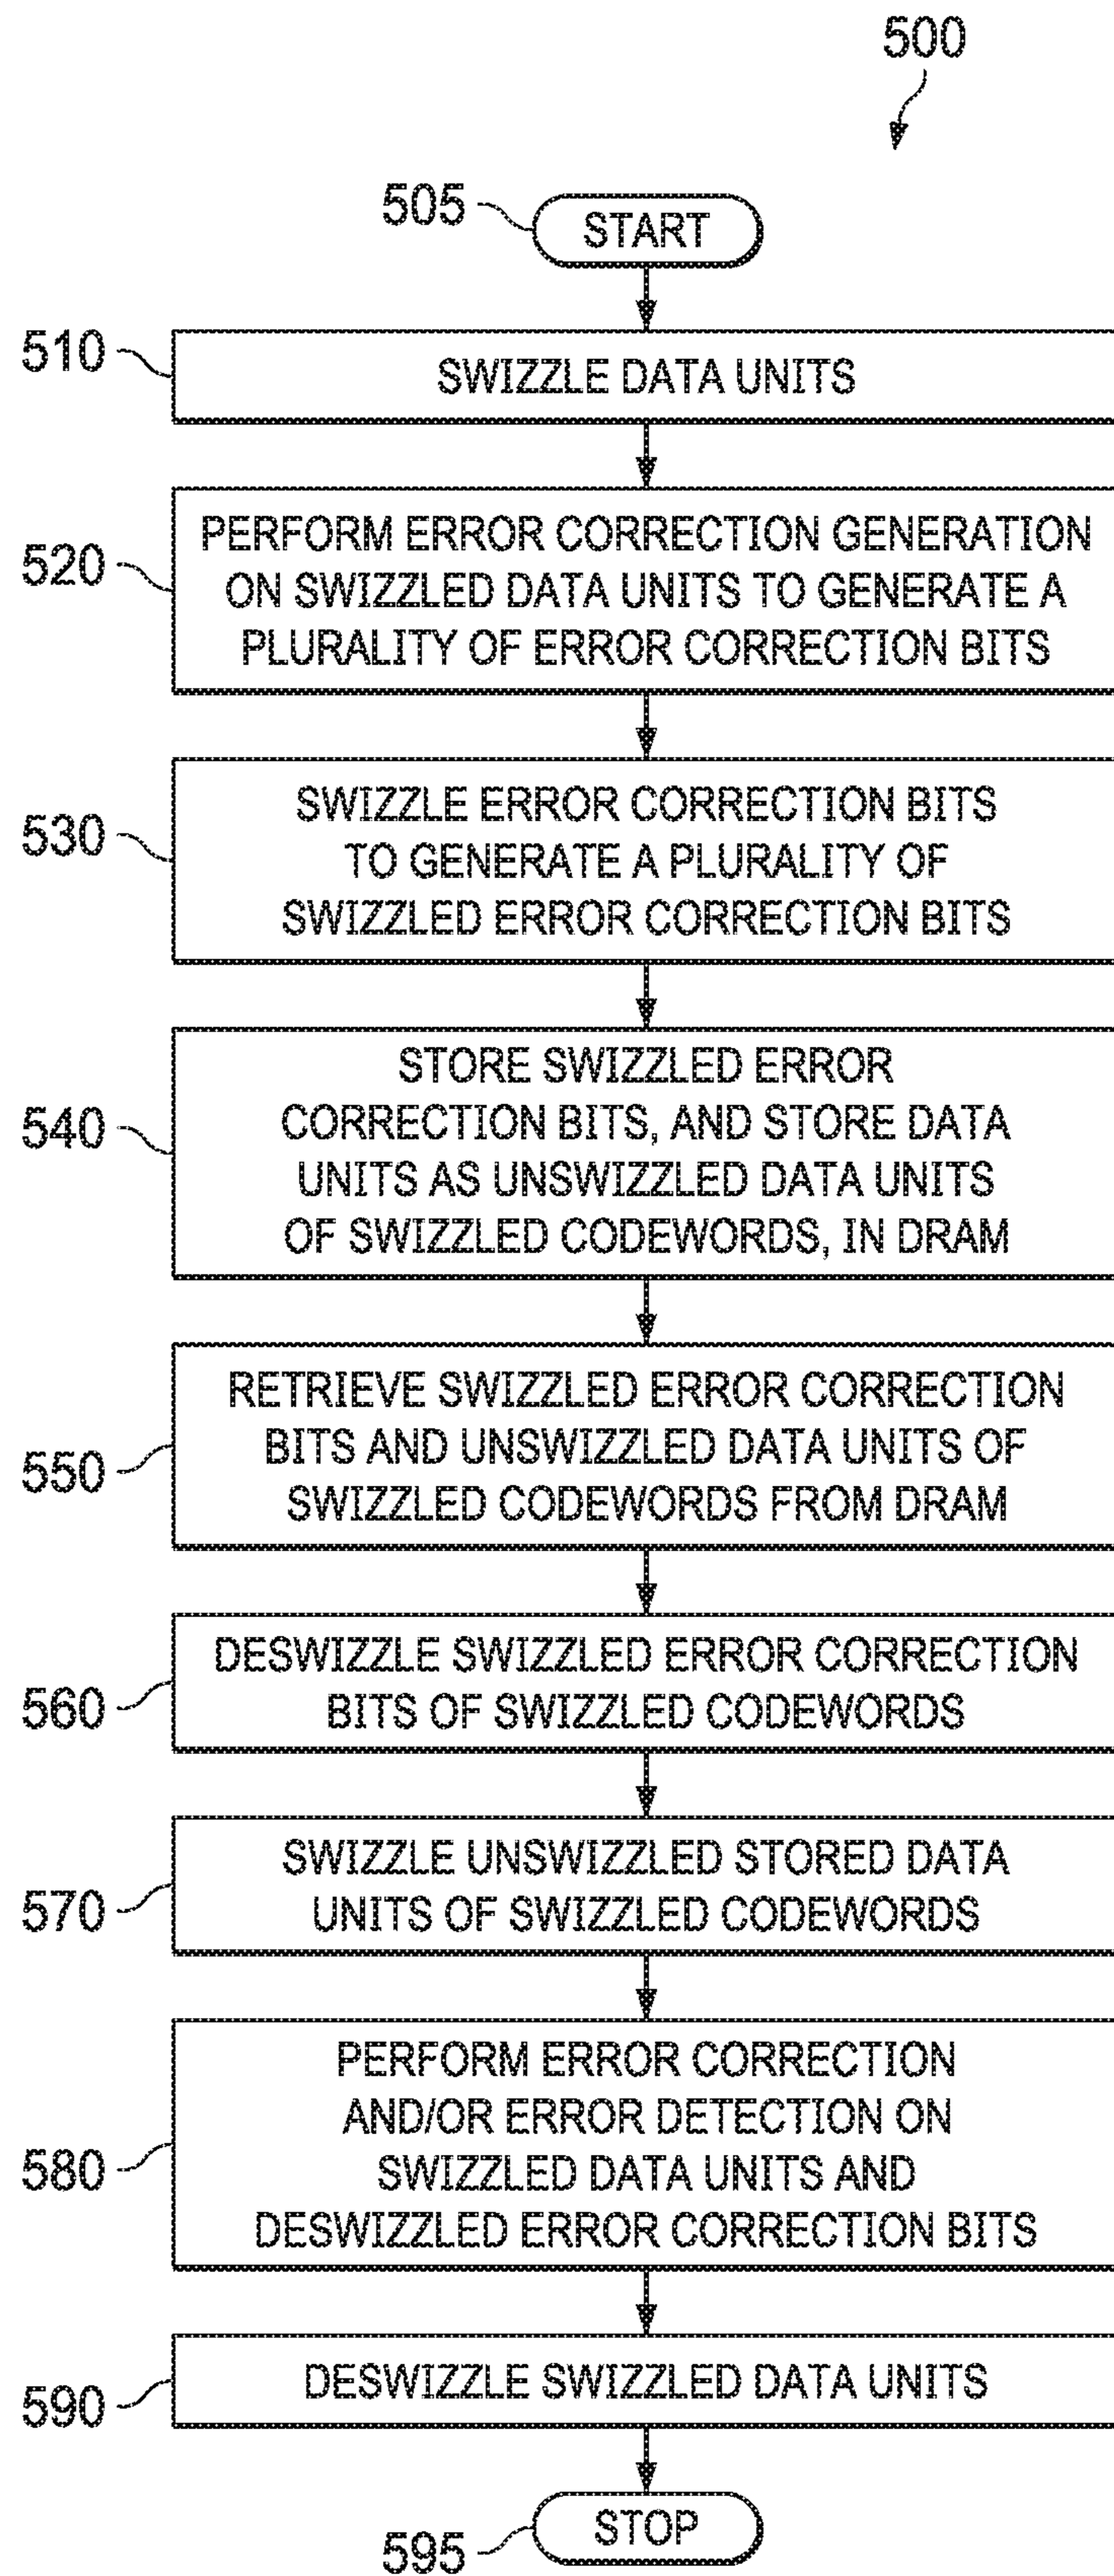 500
505
START
510
SWIZZLE DATA UNITS
520
PERFORM ERROR CORRECTION GENERATION
ON SWIZZLED DATA UNITS TO GENERATE A
PLURALITY OF ERROR CORRECTION BITS
530
SWIZZLE ERROR CORRECTION BITS
TO GENERATE A PLURALITY OF
SWIZZLED ERROR CORRECTION BITS
540
STORE SWIZZLED ERROR
CORRECTION BITS, AND STORE DATA
UNITS AS UNSWIZZLED DATA UNITS
OF SWIZZLED CODEWORDS, IN DRAM
550
RETRIEVE SWIZZLED ERROR CORRECTION
BITS AND UNSWIZZLED DATA UNITS OF
SWIZZLED CODEWORDS FROM DRAM
560
DESWIZZLE SWIZZLED ERROR CORRECTION
BITS OF SWIZZLED CODEWORDS
570
SWIZZLE UNSWIZZLED STORED DATA
UNITS OF SWIZZLED CODEWORDS
580
PERFORM ERROR CORRECTION
AND/OR ERROR DETECTION ON
SWIZZLED DATA UNITS AND
DESWIZZLED ERROR CORRECTION BITS
590
DESWIZZLE SWIZZLED DATA UNITS
595
STOP